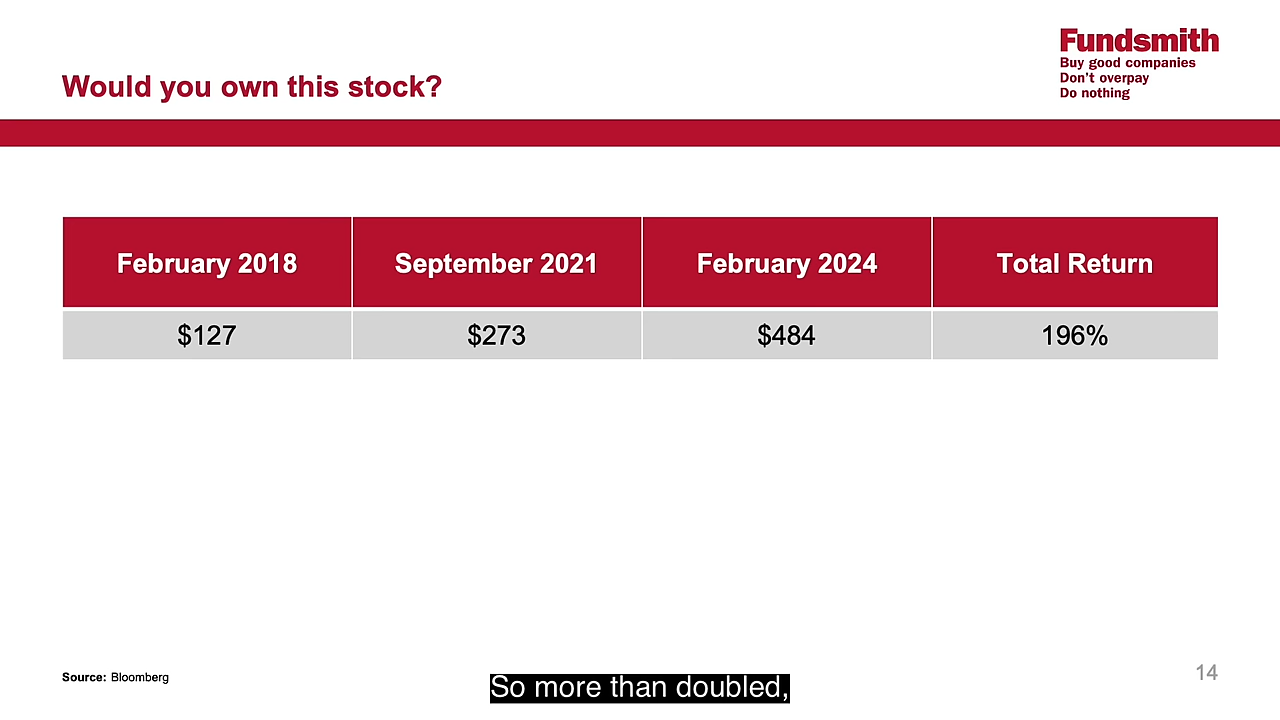 Fundsmith
Buy good companies
Don't overpay
Do nothing
Would you own this stock?
February 2018 September 2021 February 2024 Total Return
$127 $273 $484 196%
Source: Bloomberg
14
So more than doubled,